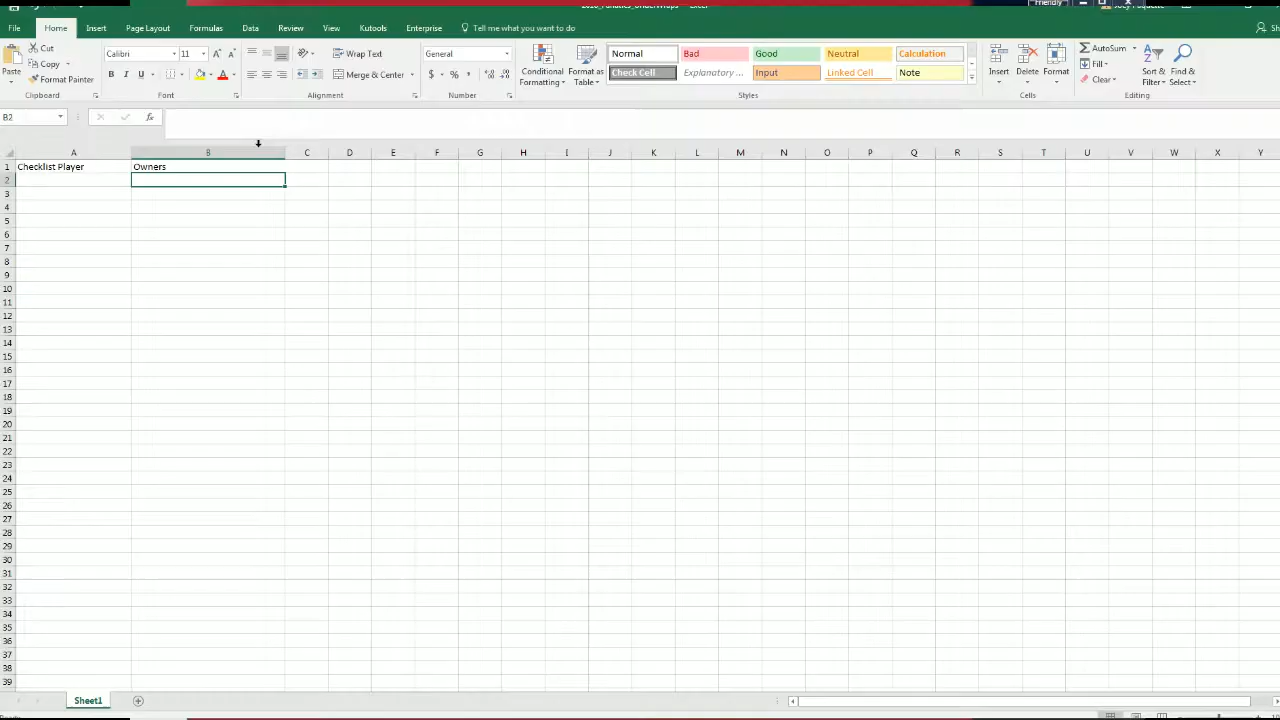 2016_Fanatics_UnderWraps - Excel
Friendly
File Home Insert Page Layout Formulas Data Review View Kutools Enterprise Tell me what you want to do
Paste Cut Copy Format Painter
Clipboard
Calibri 11
B I U A
Font
Wrap Text
Merge & Center
Alignment
General
$ % ,
Number
Conditional Formatting
Format as Table
Normal Bad Good Neutral Calculation
Check Cell Explanatory ... Input Linked Cell Note
Styles
Insert Delete Format
Cells
AutoSum
Fill
Clear
Sort & Filter
Find & Select
Editing
B2 fx
A B C D E F G H I J K L M N O P Q R S T U V W X Y
1 Checklist Player Owners
2
3
4
5
6
7
8
9
10
11
12
13
14
15
16
17
18
19
20
21
22
23
24
25
26
27
28
29
30
31
32
33
34
35
36
37
38
39
Sheet1